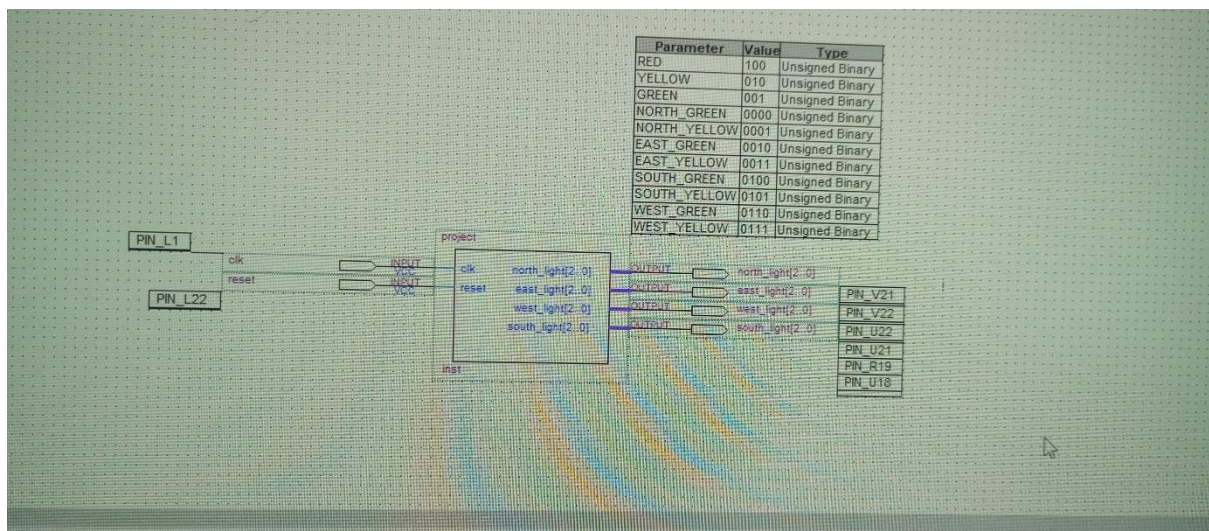 Parameter Value Type
RED 100 Unsigned Binary
YELLOW 010 Unsigned Binary
GREEN 001 Unsigned Binary
NORTH_GREEN 0000 Unsigned Binary
NORTH_YELLOW 0001 Unsigned Binary
EAST_GREEN 0010 Unsigned Binary
EAST_YELLOW 0011 Unsigned Binary
SOUTH_GREEN 0100 Unsigned Binary
SOUTH_YELLOW 0101 Unsigned Binary
WEST_GREEN 0110 Unsigned Binary
WEST_YELLOW 0111 Unsigned Binary
PIN_L1
clk INPUT
VCC
reset INPUT
VCC
PIN_L22
project
clk north_light[2..0]
reset east_light[2..0]
west_light[2..0]
south_light[2..0]
inst
OUTPUT north_light[2..0]
OUTPUT east_light[2..0]
OUTPUT west_light[2..0]
OUTPUT south_light[2..0]
PIN_V21
PIN_V22
PIN_U22
PIN_U21
PIN_R19
PIN_U18